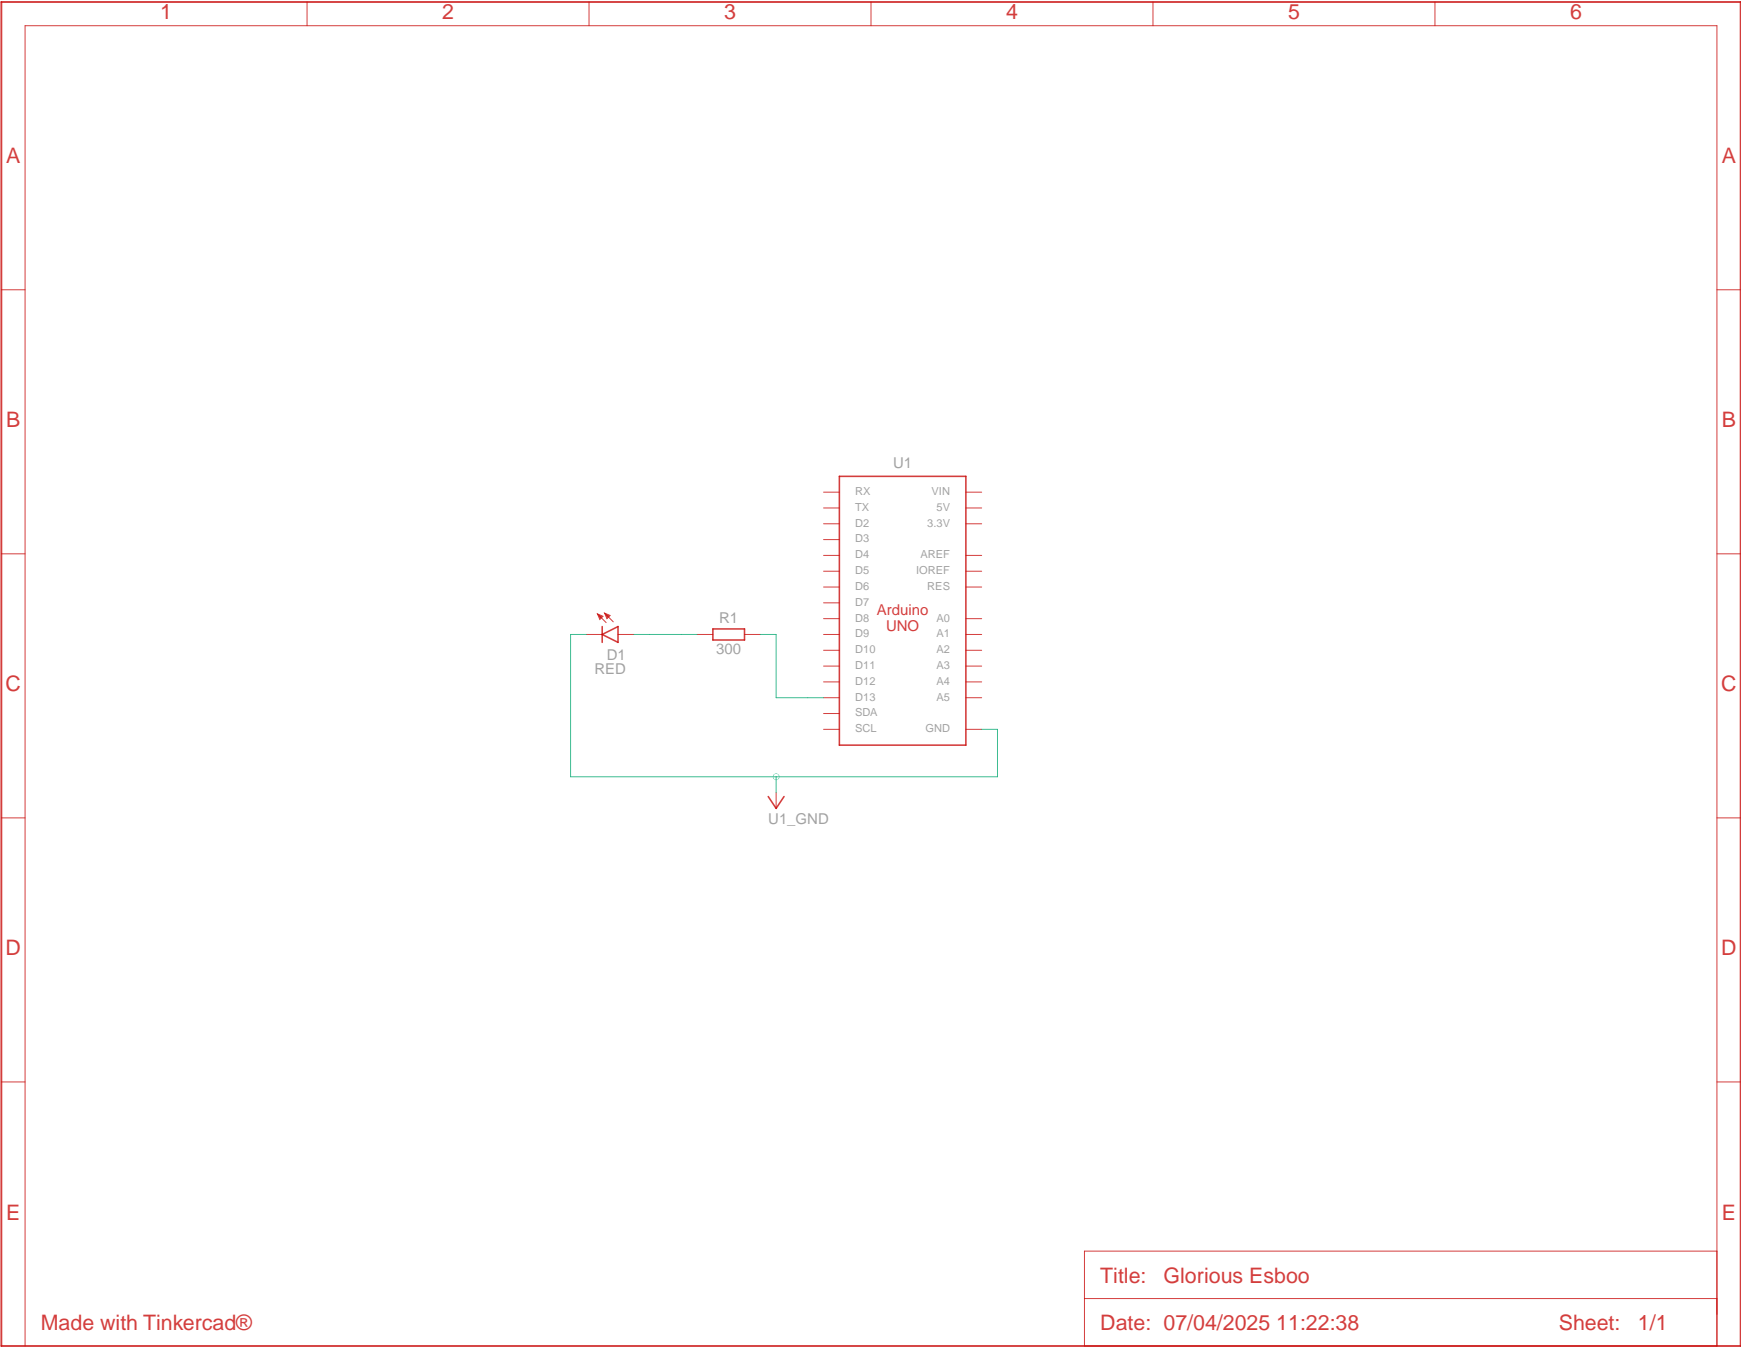 1 2 3 4 5 6
A A
B B
U1
RX VIN
TX 5V
D2 3.3V
D3
D4 AREF
D5 IOREF
D6 RES
D7
Arduino
D8 A0
UNO
D9 A1
D10 A2
D11 A3
D12 A4
D13 A5
SDA
SCL GND
R1
300
D1
RED
C C
U1_GND
D D
E E
Title: Glorious Esboo
Made with Tinkercad®
Date: 07/04/2025 11:22:38 Sheet: 1/1